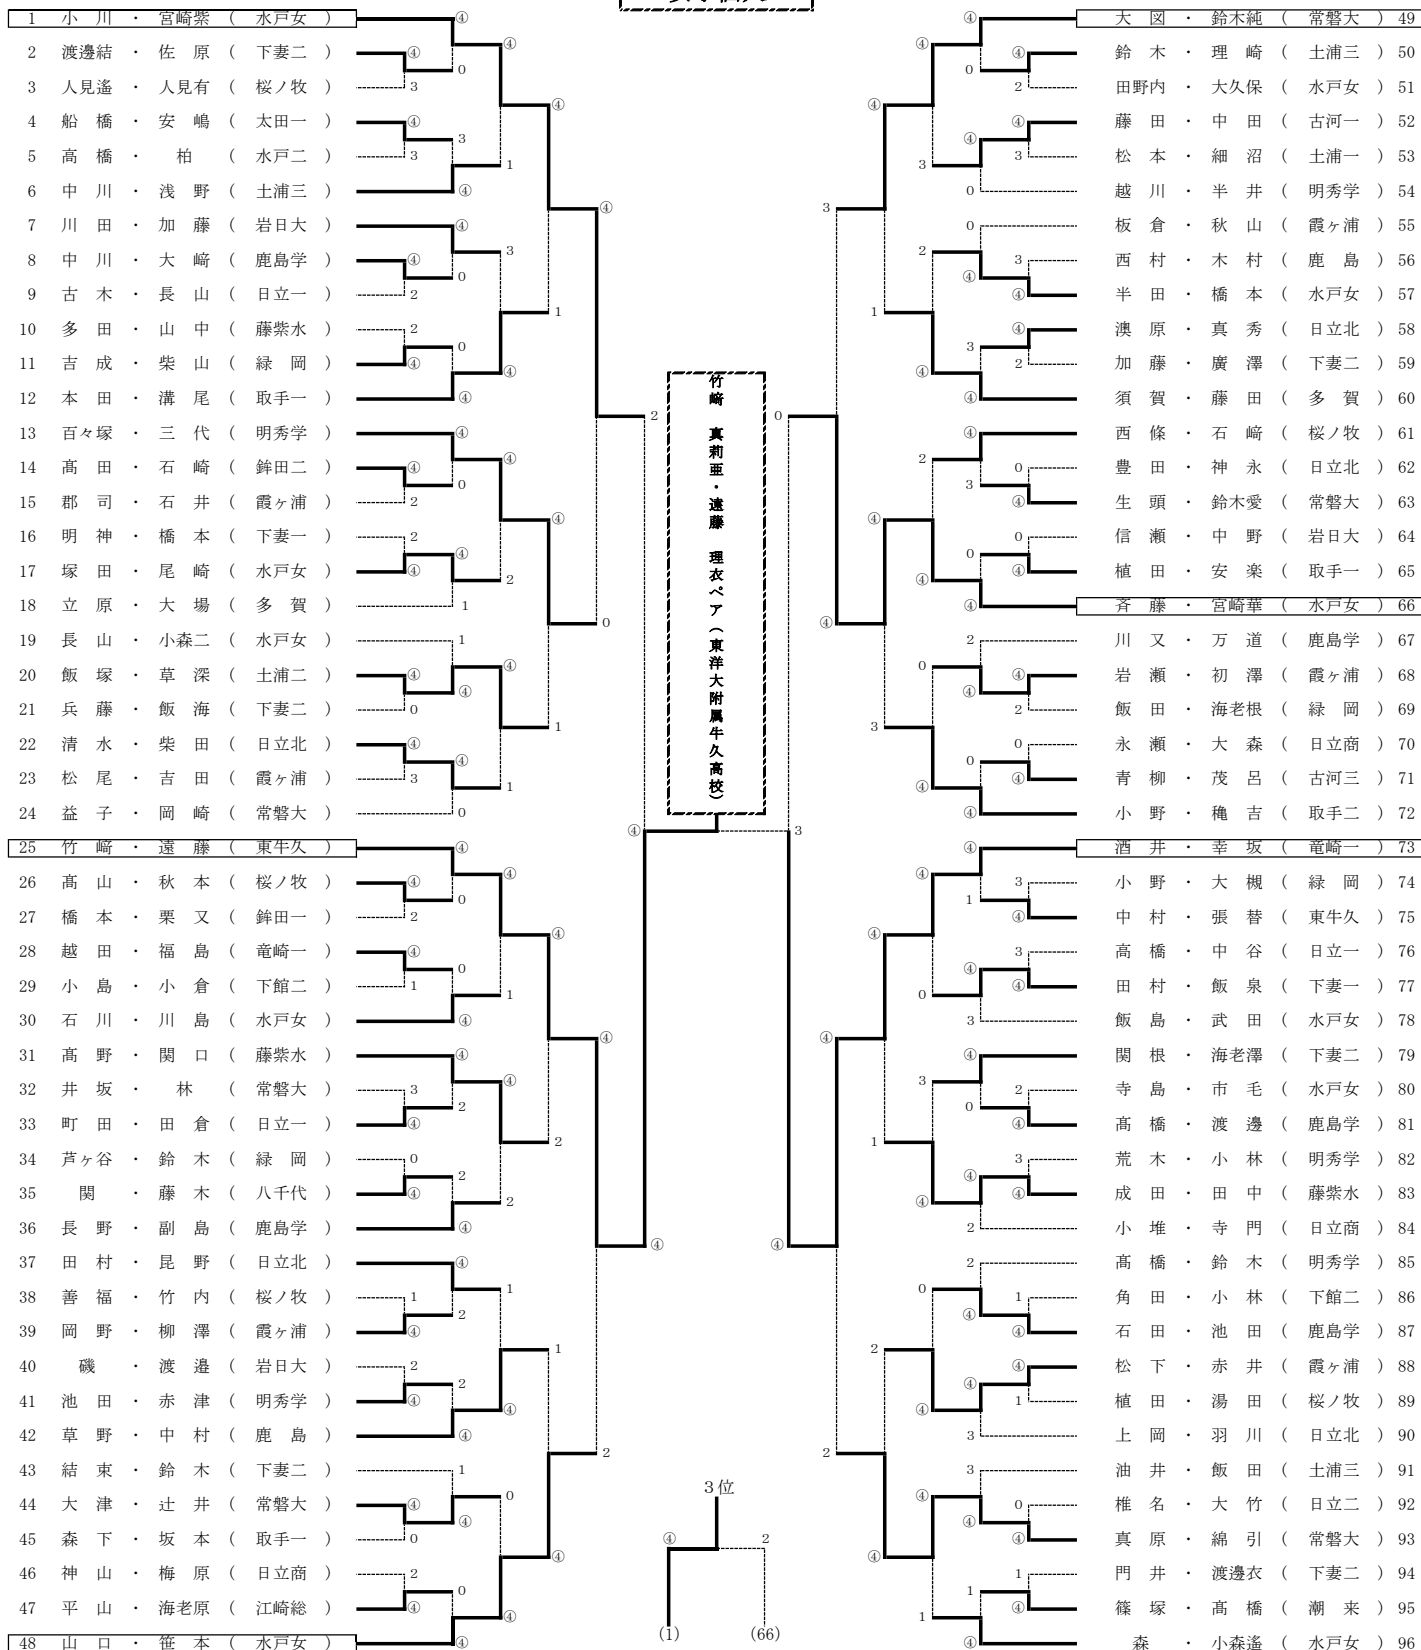 1 小川・宮崎紫（水戸女）
2 渡邊結・佐原（下妻二）
3 人見遙・人見有（桜ノ牧）
4 船橋・安嶋（太田一）
5 高橋・柏（水戸二）
6 中川・浅野（土浦三）
7 川田・加藤（岩日大）
8 中川・大﨑（鹿島学）
9 古木・長山（日立一）
10 多田・山中（藤紫水）
11 吉成・柴山（緑岡）
12 本田・溝尾（取手一）
13 百々塚・三代（明秀学）
14 髙田・石崎（鉾田二）
15 郡司・石井（霞ヶ浦）
16 明神・橋本（下妻一）
17 塚田・尾崎（水戸女）
18 立原・大場（多賀）
19 長山・小森二（水戸女）
20 飯塚・草深（土浦二）
21 兵藤・飯海（下妻二）
22 清水・柴田（日立北）
23 松尾・吉田（霞ヶ浦）
24 益子・岡崎（常磐大）
25 竹﨑・遠藤（東牛久）
26 髙山・秋本（桜ノ牧）
27 橋本・栗又（鉾田一）
28 越田・福島（竜崎一）
29 小島・小倉（下館二）
30 石川・川島（水戸女）
31 髙野・関口（藤紫水）
32 井坂・林（常磐大）
33 町田・田倉（日立一）
34 芦ヶ谷・鈴木（緑岡）
35 関・藤木（八千代）
36 長野・副島（鹿島学）
37 田村・昆野（日立北）
38 善福・竹内（桜ノ牧）
39 岡野・柳澤（霞ヶ浦）
40 磯・渡邉（岩日大）
41 池田・赤津（明秀学）
42 草野・中村（鹿島）
43 結束・鈴木（下妻二）
44 大津・辻井（常磐大）
45 森下・坂本（取手一）
46 神山・梅原（日立商）
47 平山・海老原（江崎総）
48 山口・笹本（水戸女）
竹﨑　真莉亜・遠藤　理衣ペア（東洋大附属牛久高校）
3位
④ 2
(1) (66)
大図・鈴木純（常磐大）49
鈴木・理崎（土浦三）50
田野内・大久保（水戸女）51
藤田・中田（古河一）52
松本・細沼（土浦一）53
越川・半井（明秀学）54
板倉・秋山（霞ヶ浦）55
西村・木村（鹿島）56
半田・橋本（水戸女）57
澳原・真秀（日立北）58
加藤・廣澤（下妻二）59
須賀・藤田（多賀）60
西條・石﨑（桜ノ牧）61
豊田・神永（日立北）62
生頭・鈴木愛（常磐大）63
信瀬・中野（岩日大）64
植田・安楽（取手一）65
斉藤・宮崎華（水戸女）66
川又・万道（鹿島学）67
岩瀬・初澤（霞ヶ浦）68
飯田・海老根（緑岡）69
永瀬・大森（日立商）70
青柳・茂呂（古河三）71
小野・穐吉（取手二）72
酒井・幸坂（竜崎一）73
小野・大槻（緑岡）74
中村・張替（東牛久）75
高橋・中谷（日立一）76
田村・飯泉（下妻一）77
飯島・武田（水戸女）78
関根・海老澤（下妻二）79
寺島・市毛（水戸女）80
髙橋・渡邊（鹿島学）81
荒木・小林（明秀学）82
成田・田中（藤紫水）83
小堆・寺門（日立商）84
髙橋・鈴木（明秀学）85
角田・小林（下館二）86
石田・池田（鹿島学）87
松下・赤井（霞ヶ浦）88
植田・湯田（桜ノ牧）89
上岡・羽川（日立北）90
油井・飯田（土浦三）91
椎名・大竹（日立二）92
真原・綿引（常磐大）93
門井・渡邊衣（下妻二）94
篠塚・髙橋（潮来）95
森・小森遙（水戸女）96